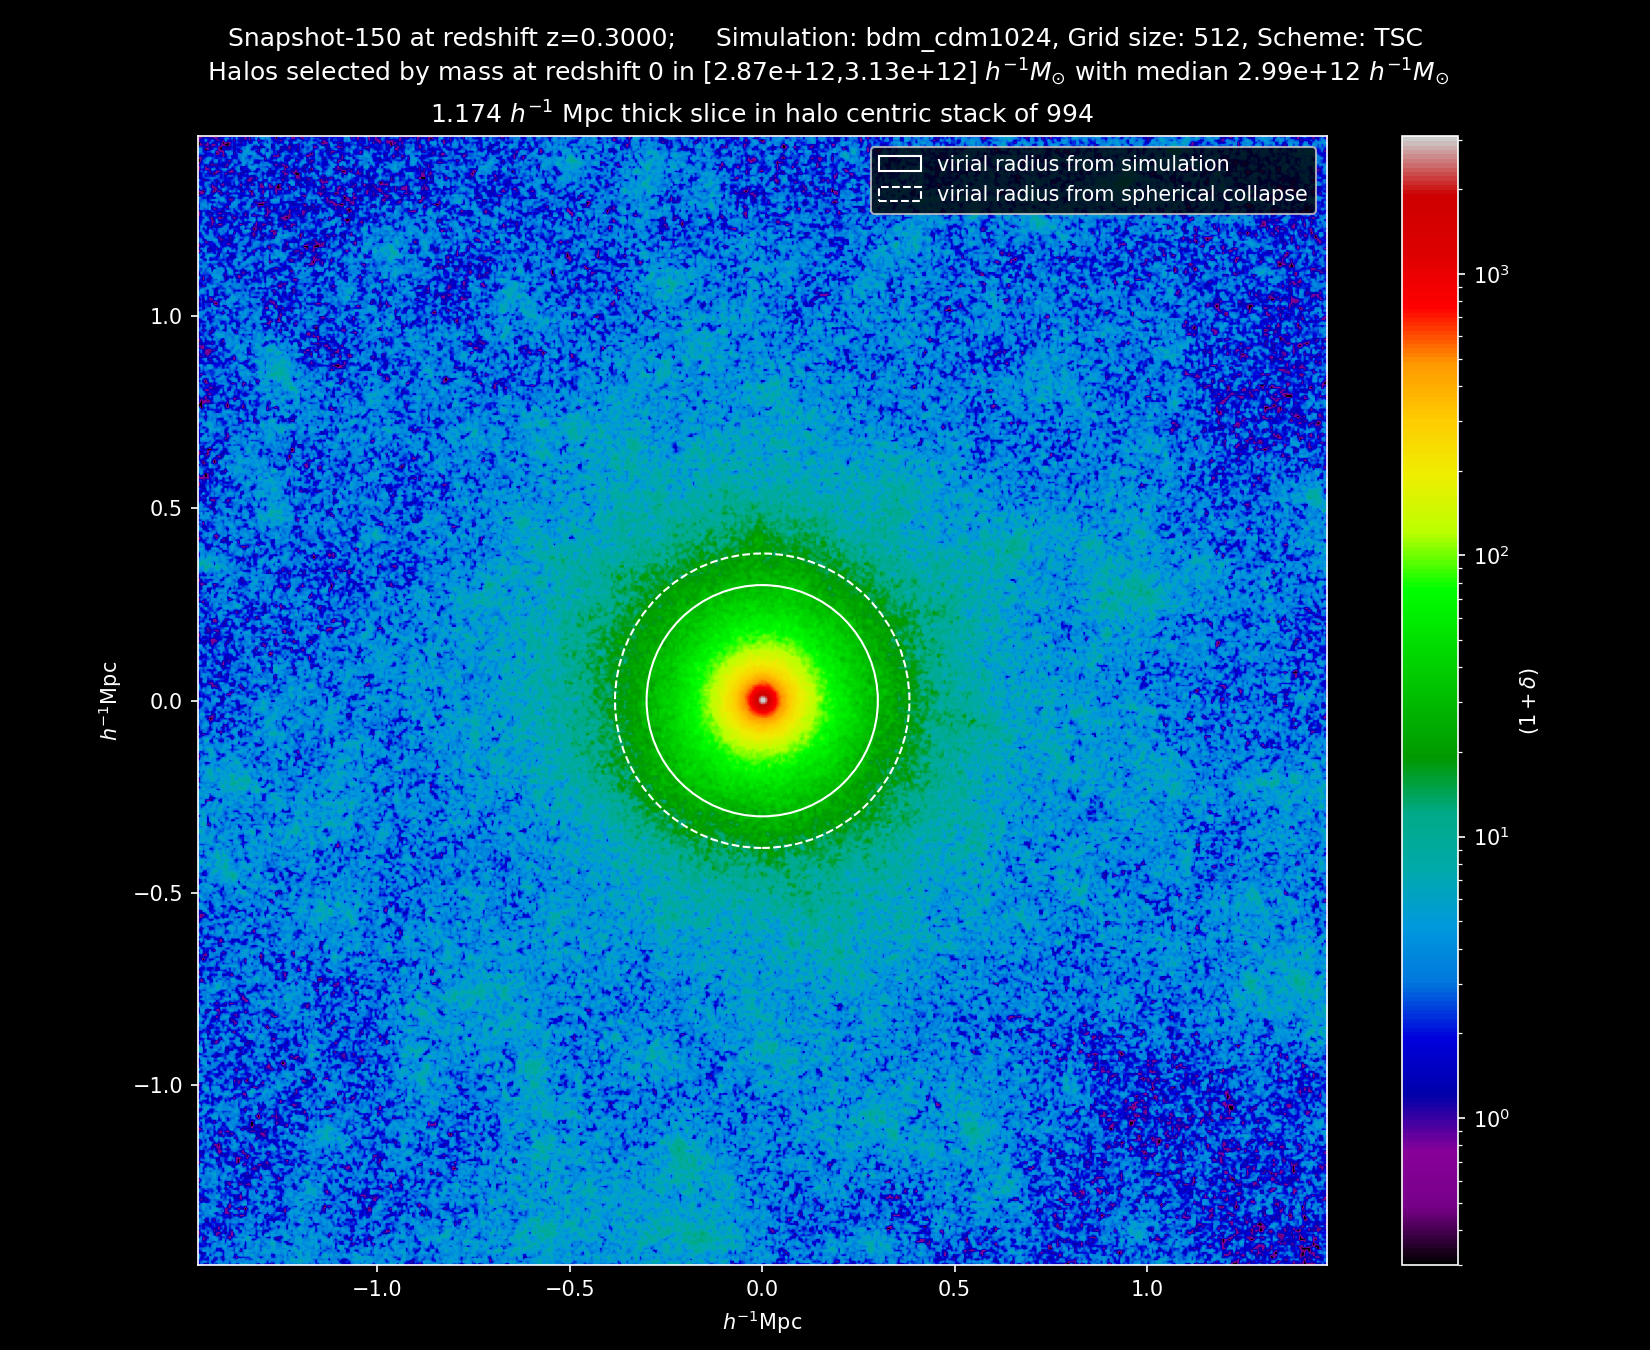 Snapshot-150 at redshift z=0.3000; Simulation: bdm_cdm1024, Grid size: 512, Scheme: TSC
Halos selected by mass at redshift 0 in [2.87e+12,3.13e+12] h⁻¹M⊙ with median 2.99e+12 h⁻¹M⊙
1.174 h⁻¹ Mpc thick slice in halo centric stack of 994
virial radius from simulation
virial radius from spherical collapse
1.0
0.5
0.0
−0.5
−1.0
h⁻¹Mpc
−1.0 −0.5 0.0 0.5 1.0
h⁻¹Mpc
10³
10²
10¹
10⁰
(1 + δ)